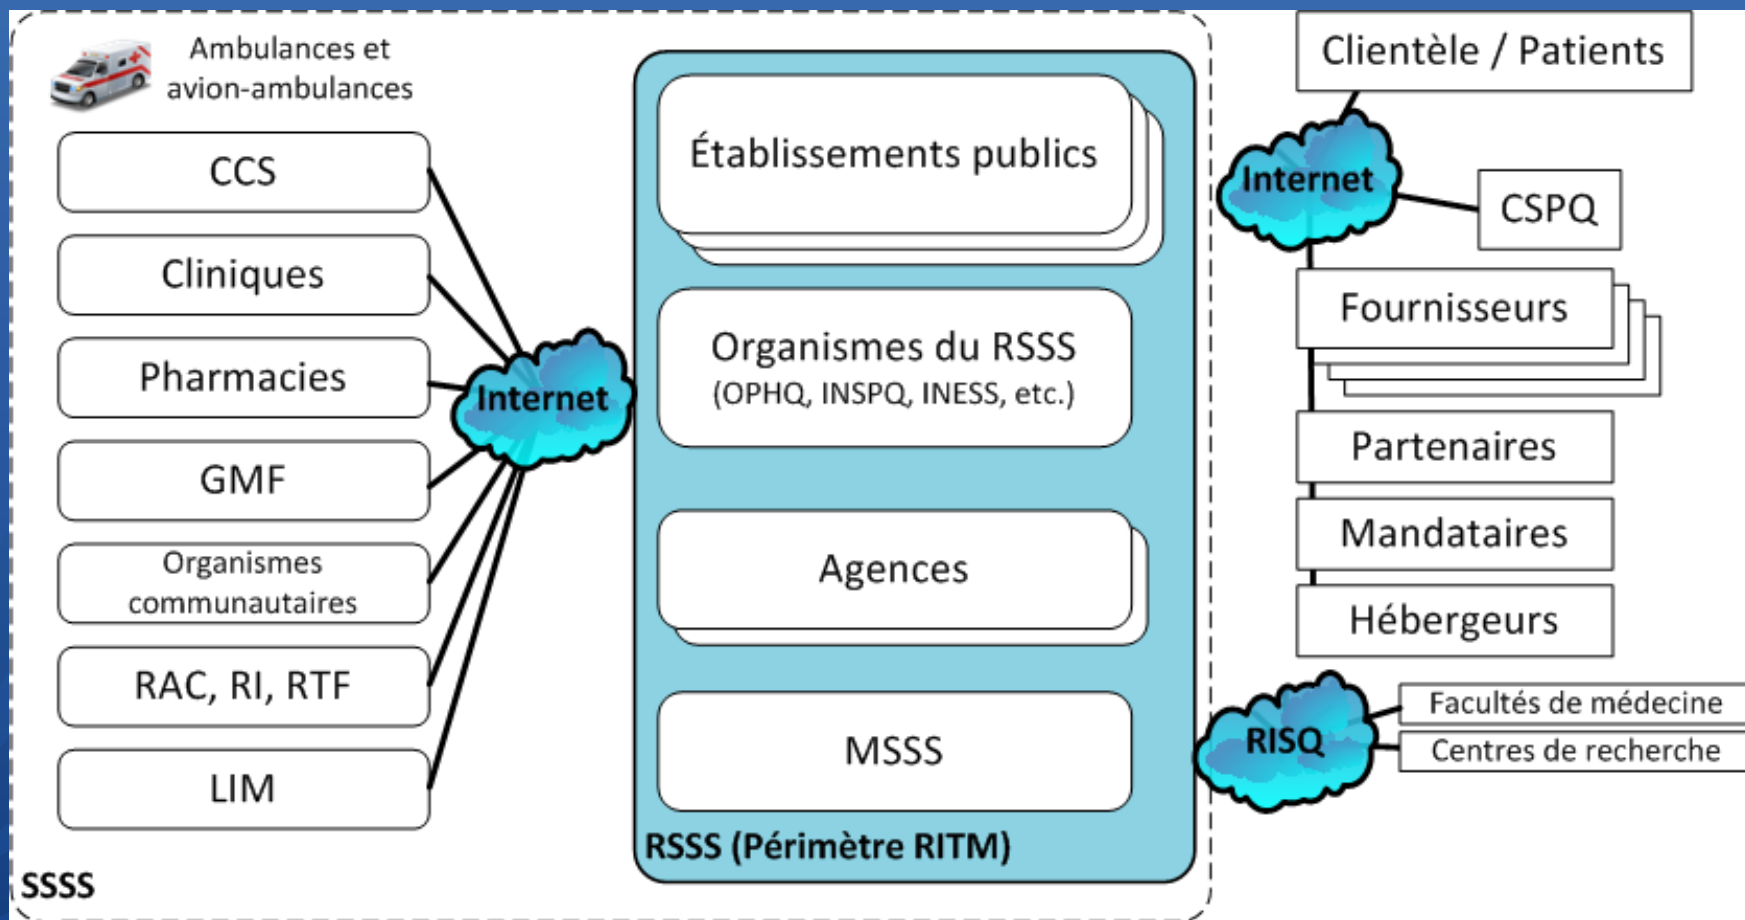 Ambulances et
avion-ambulances
CCS
Cliniques
Pharmacies
GMF
Organismes
communautaires
RAC, RI, RTF
LIM
SSSS
Internet
Établissements publics
Organismes du RSSS
(OPHQ, INSPQ, INESS, etc.)
Agences
MSSS
RSSS (Périmètre RITM)
Clientèle / Patients
Internet
CSPQ
Fournisseurs
Partenaires
Mandataires
Hébergeurs
RISQ
Facultés de médecine
Centres de recherche